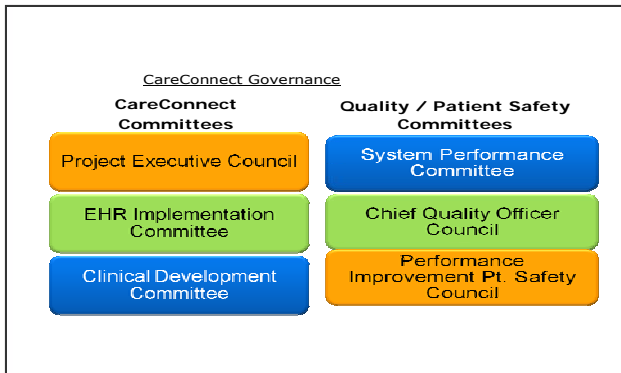 CareConnect Governance
CareConnect
Committees
Project Executive Council
EHR Implementation
Committee
Clinical Development
Committee
Quality / Patient Safety
Committees
System Performance
Committee
Chief Quality Officer
Council
Performance
Improvement Pt. Safety
Council